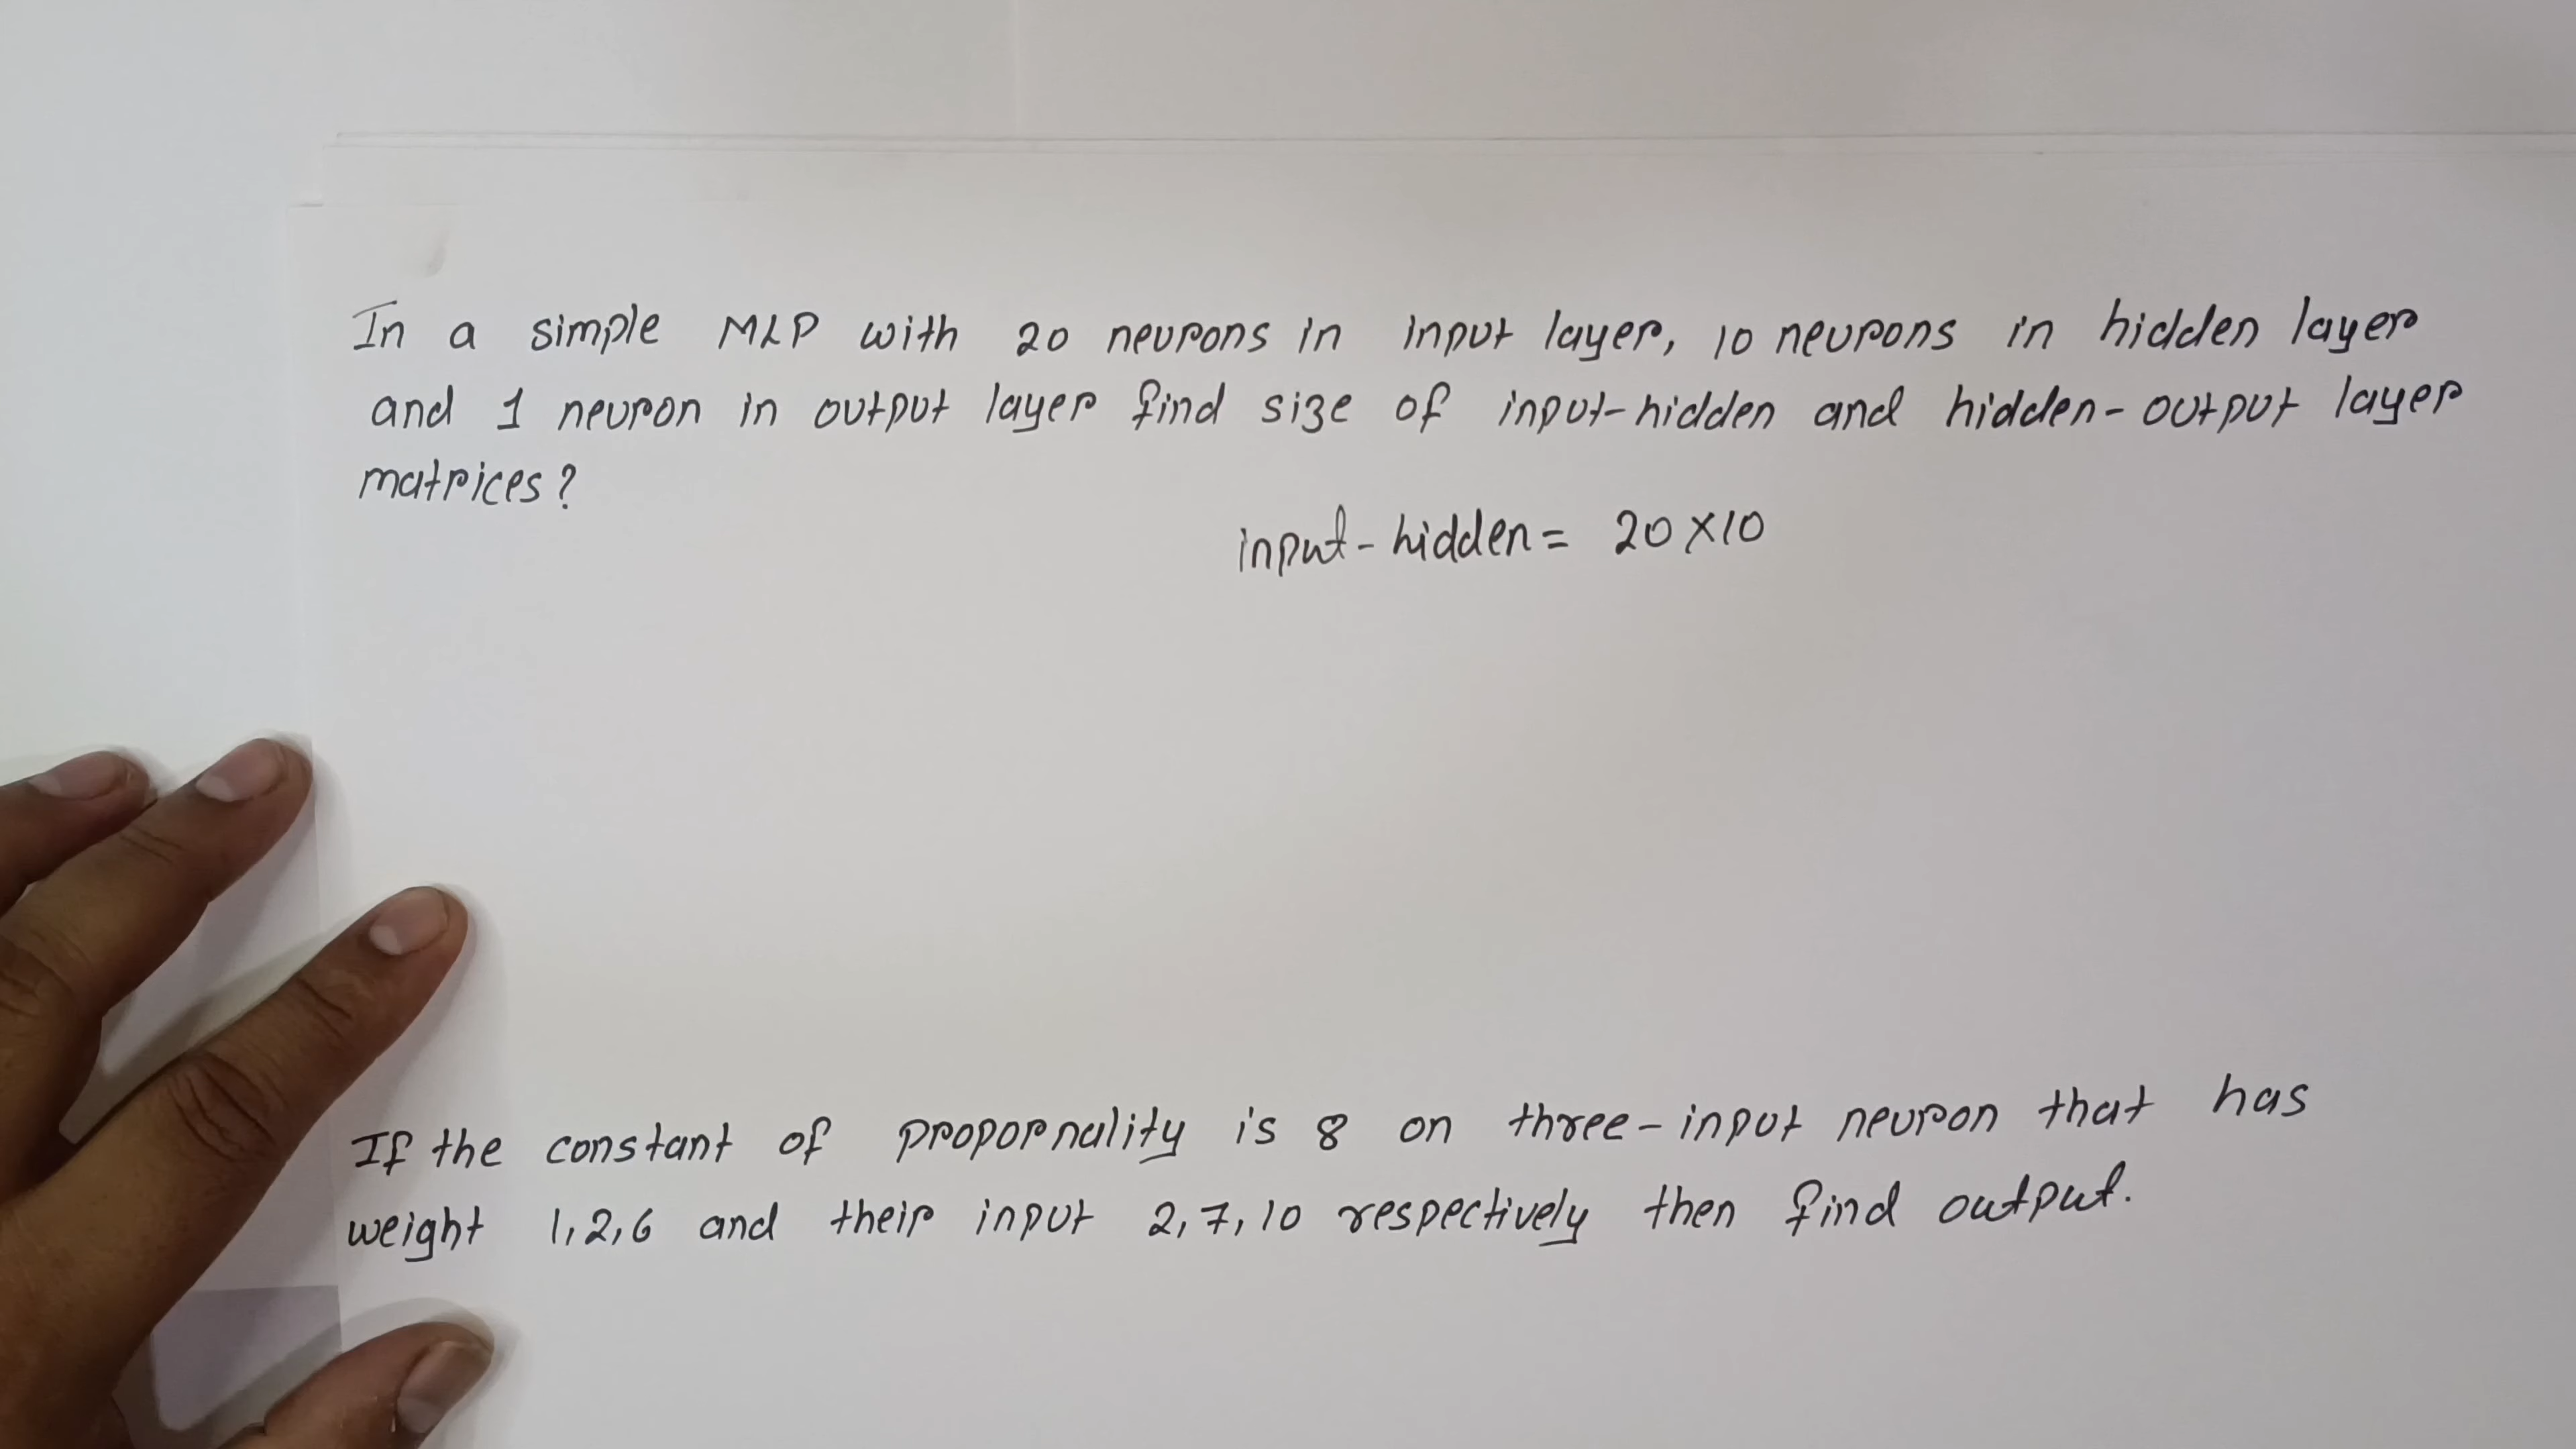 In a simple MLP with 20 neurons in input layer, 10 neurons in hidden layer
and 1 neuron in output layer find size of input-hidden and hidden-output layer
matrices?
input-hidden = 20 × 10
If the constant of propornality is 8 on three-input neuron that has
weight 1,2,6 and their input 2,7,10 respectively then find output.